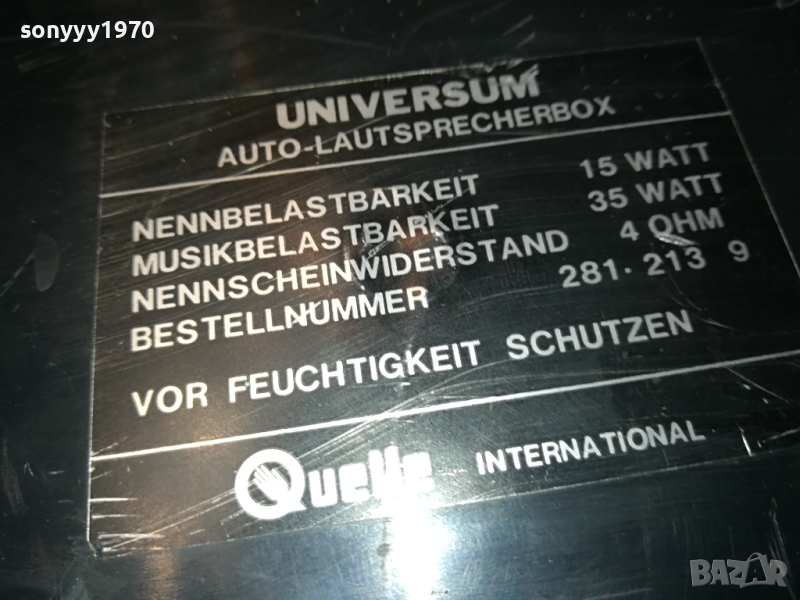 sonyyy1970
UNIVERSUM
AUTO-LAUTSPRECHERBOX
NENNBELASTBARKEIT 15 WATT
MUSIKBELASTBARKEIT 35 WATT
NENNSCHEINWIDERSTAND 4 OHM
BESTELLNUMMER 281. 213 9
VOR FEUCHTIGKEIT SCHUTZEN
Quelle INTERNATIONAL
BAZAR